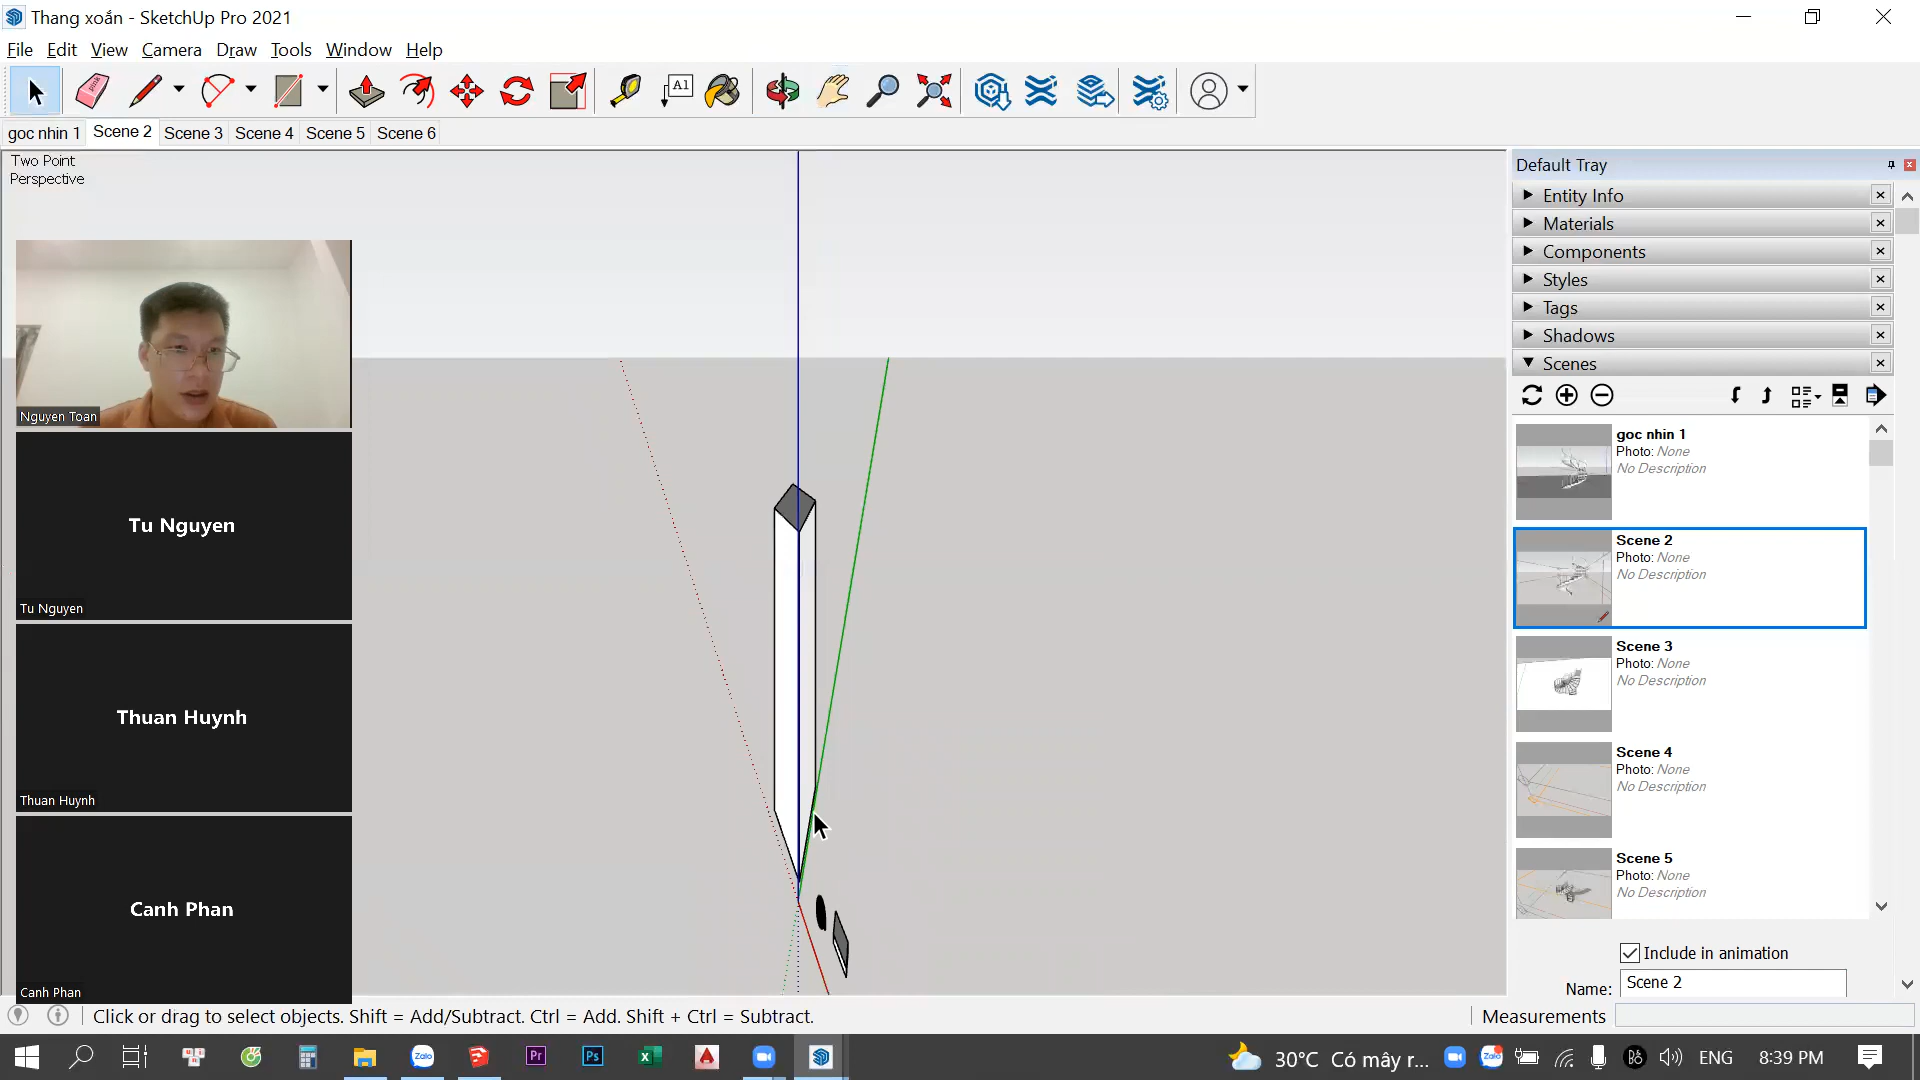 Thang xoắn - SketchUp Pro 2021
File Edit View Camera Draw Tools Window Help
A1
goc nhin 1 Scene 2 Scene 3 Scene 4 Scene 5 Scene 6
Two Point
Perspective
Nguyen Toan
Tu Nguyen
Tu Nguyen
Thuan Huynh
Thuan Huynh
Canh Phan
Canh Phan
Default Tray
Entity Info
Materials
Components
Styles
Tags
Shadows
Scenes
goc nhin 1
Photo: None
No Description
Scene 2
Photo: None
No Description
Scene 3
Photo: None
No Description
Scene 4
Photo: None
No Description
Scene 5
Photo: None
No Description
Include in animation
Name: Scene 2
Click or drag to select objects. Shift = Add/Subtract. Ctrl = Add. Shift + Ctrl = Subtract.
Measurements
Zalo Pr Ps 30°C Có mây r... Zalo ENG 8:39 PM